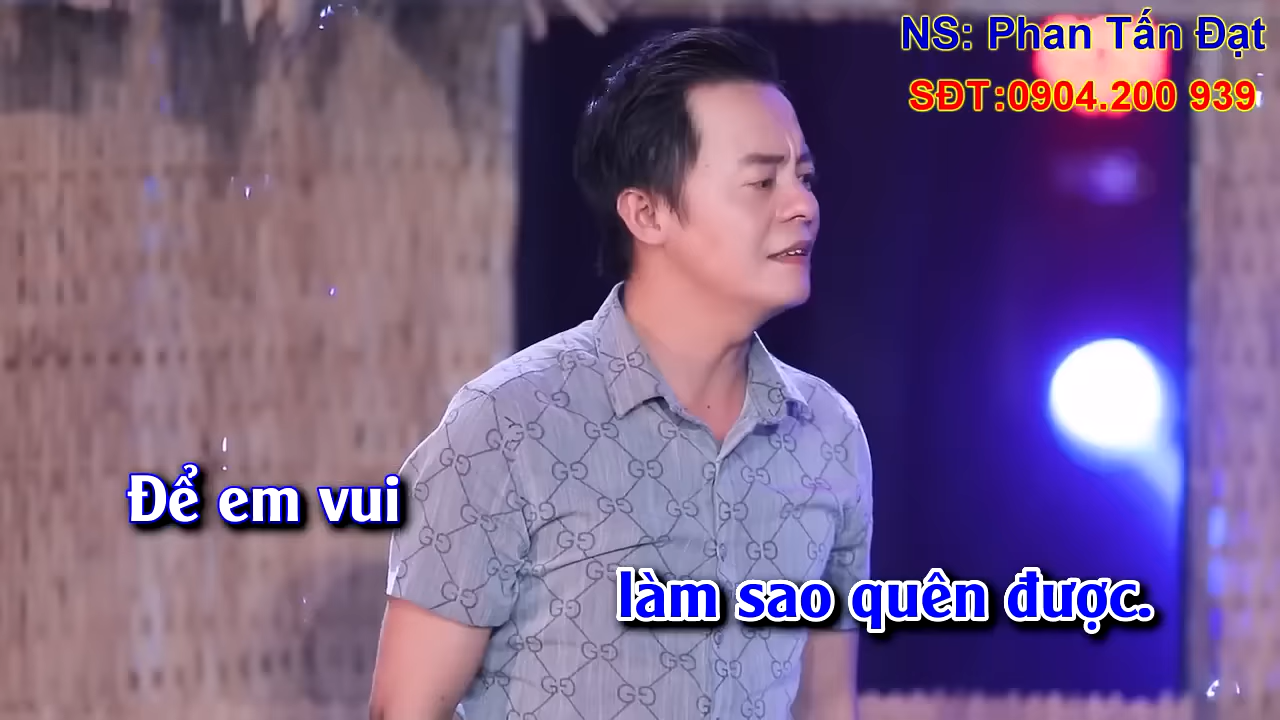 NS: Phan Tấn Đạt
SĐT:0904.200 939
Để em vui
làm sao quên được.